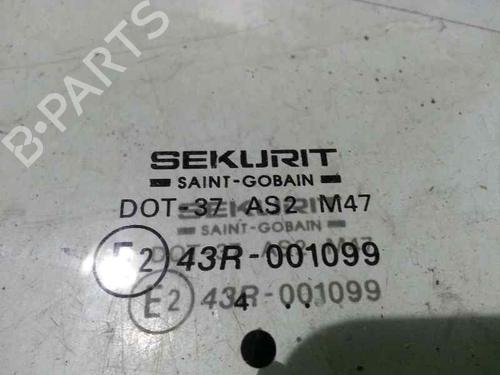 B-PARTS
SEKURIT
SAINT-GOBAIN
DOT-37 AS2 M47
E2 43R-001099
4 ..